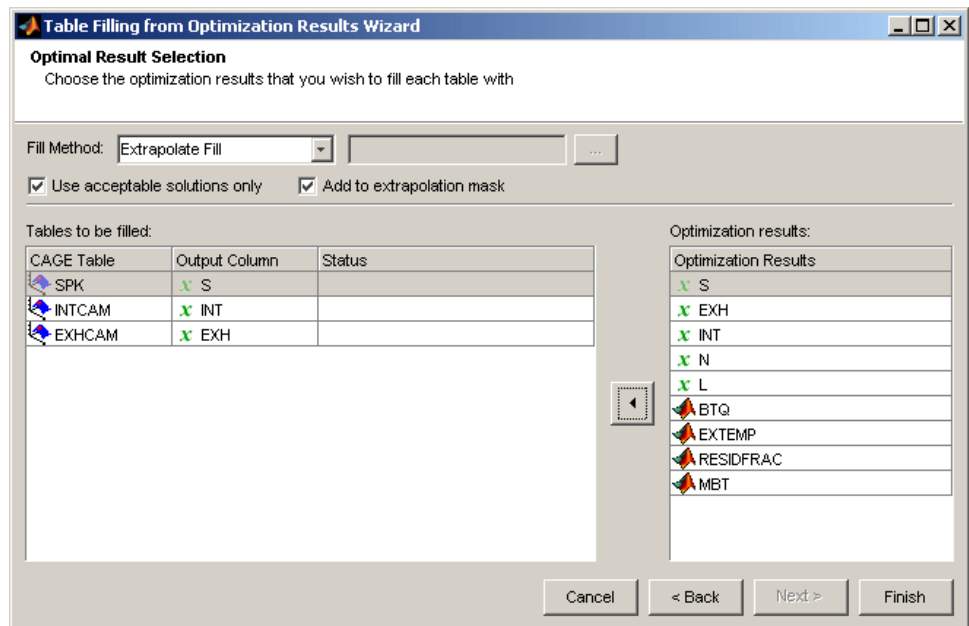 Table Filling from Optimization Results Wizard
Optimal Result Selection
Choose the optimization results that you wish to fill each table with
Fill Method: Extrapolate Fill ...
Use acceptable solutions only Add to extrapolation mask
Tables to be filled: Optimization results:
CAGE Table Output Column Status Optimization Results
SPK x S x S
INTCAM x INT x EXH
EXHCAM x EXH x INT
x N
x L
BTQ
EXTEMP
RESIDFRAC
MBT
Cancel < Back Next > Finish